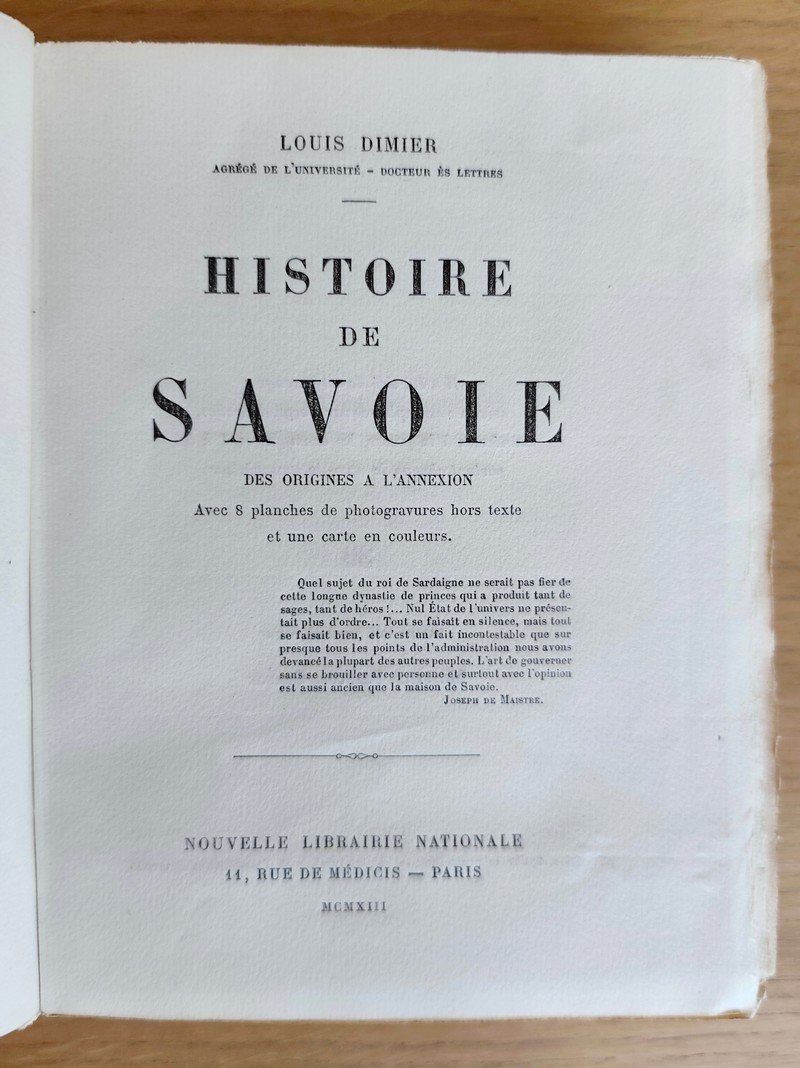 LOUIS DIMIER
AGRÉGÉ DE L'UNIVERSITÉ – DOCTEUR ÈS LETTRES
HISTOIRE
DE
SAVOIE
DES ORIGINES A L'ANNEXION
Avec 8 planches de photogravures hors texte
et une carte en couleurs.
Quel sujet du roi de Sardaigne ne serait pas fier de
cette longue dynastie de princes qui a produit tant de
sages, tant de héros !... Nul État de l'univers ne présen-
tait plus d'ordre... Tout se faisait en silence, mais tout
se faisait bien, et c'est un fait incontestable que sur
presque tous les points de l'administration nous avons
devancé la plupart des autres peuples. L'art de gouverner
sans se brouiller avec personne et surtout avec l'opinion
est aussi ancien que la maison de Savoie.
JOSEPH DE MAISTRE.
NOUVELLE LIBRAIRIE NATIONALE
11, RUE DE MÉDICIS — PARIS
MCMXIII